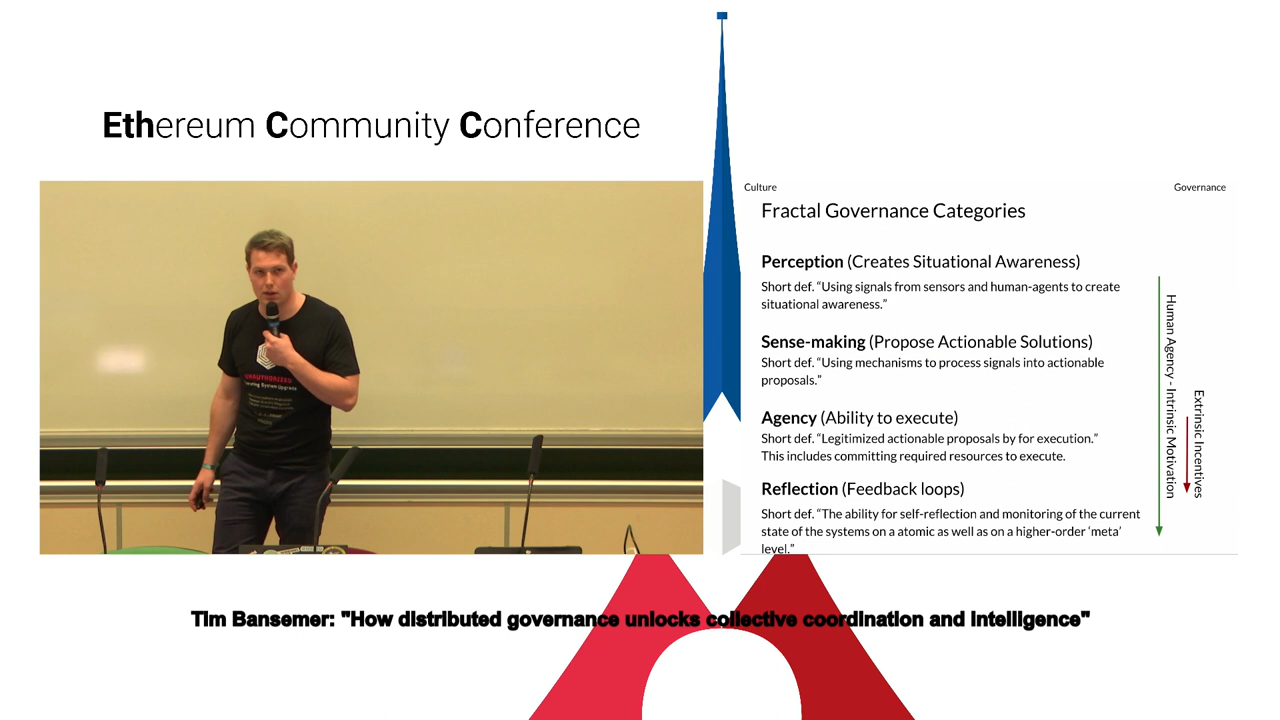 Ethereum Community Conference
Culture
Governance
Fractal Governance Categories
Perception (Creates Situational Awareness)
Short def. “Using signals from sensors and human-agents to create
situational awareness.”
Sense-making (Propose Actionable Solutions)
Short def. “Using mechanisms to process signals into actionable
proposals.”
Agency (Ability to execute)
Short def. “Legitimized actionable proposals by for execution.”
This includes committing required resources to execute.
Reflection (Feedback loops)
Short def. “The ability for self-reflection and monitoring of the current
state of the systems on a atomic as well as on a higher-order ‘meta’
level.”
Human Agency - Intrinsic Motivation
Extrinsic Incentives
UNAUTHORIZED
Operating System Upgrade
Tim Bansemer: "How distributed governance unlocks collective coordination and intelligence"